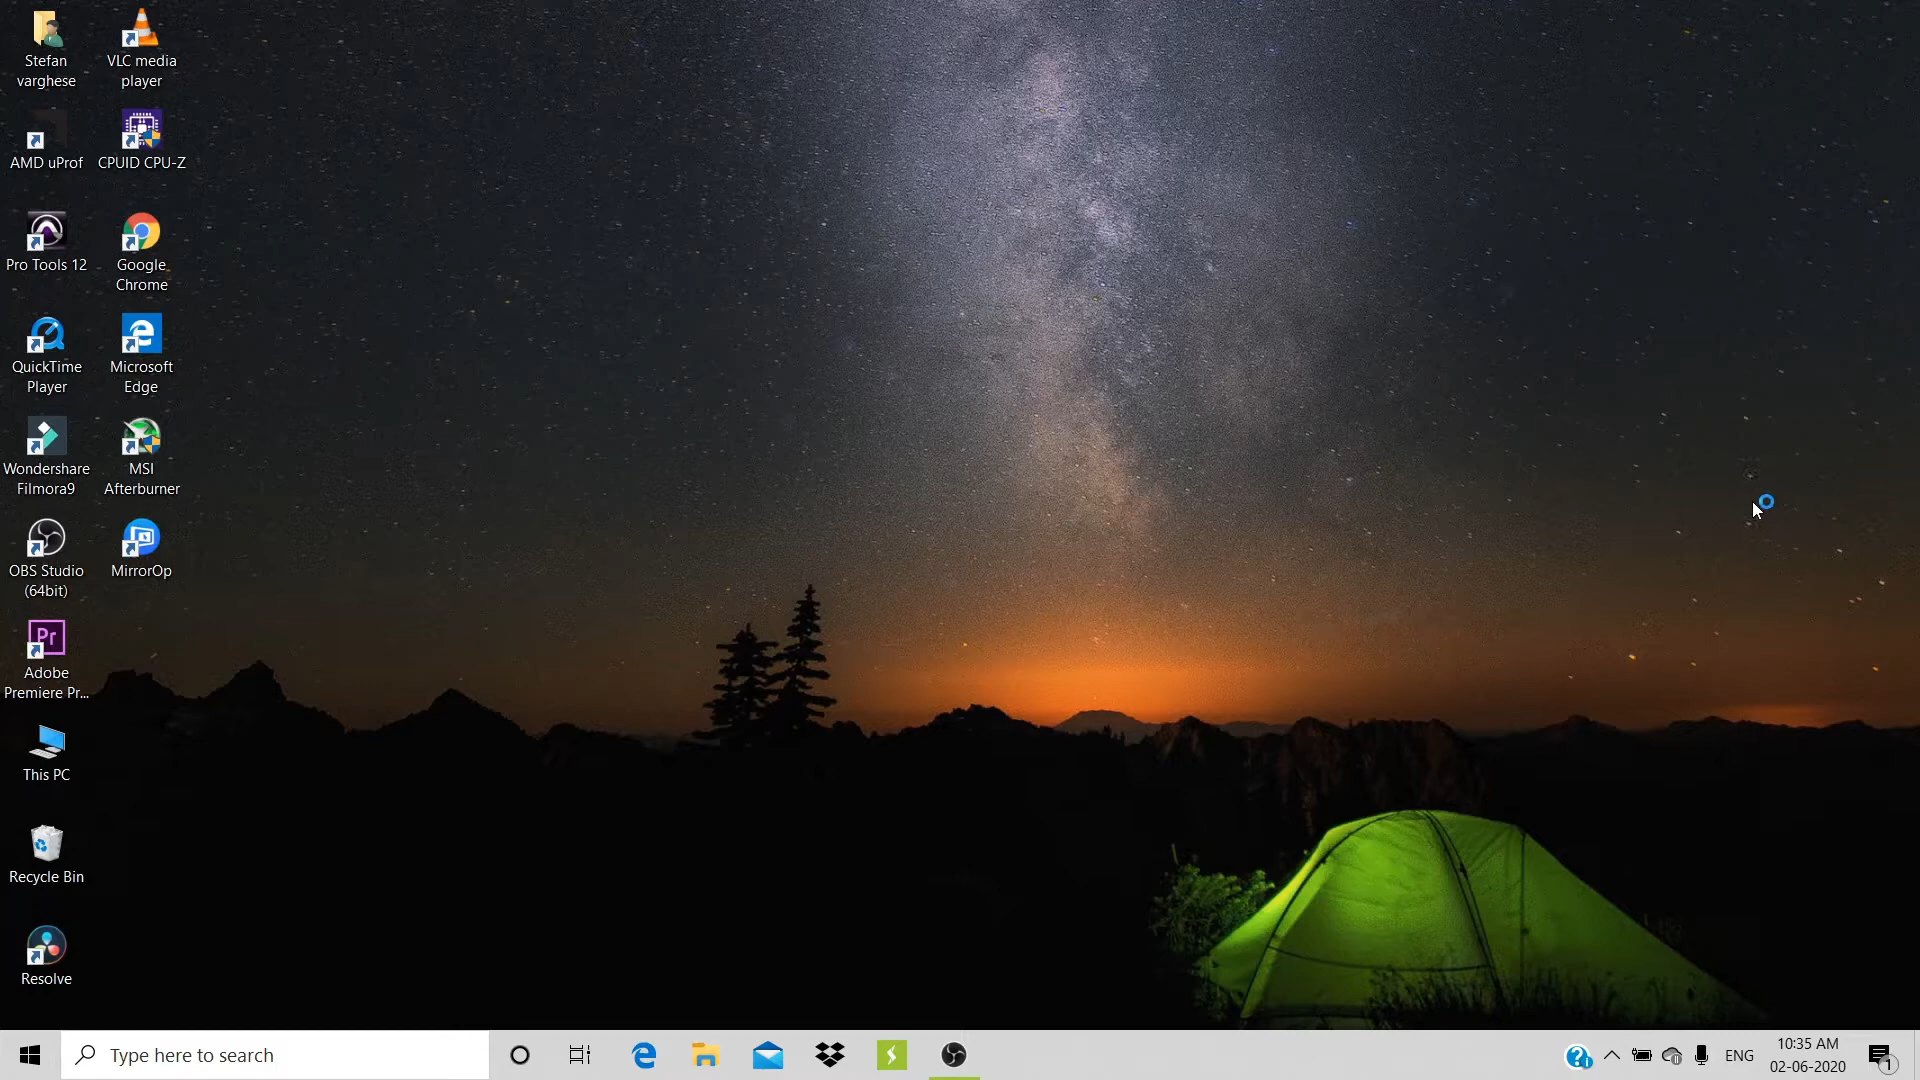 Stefan
varghese
VLC media
player
AMD uProf
CPUID CPU-Z
Pro Tools 12
Google
Chrome
QuickTime
Player
Microsoft
Edge
Wondershare
Filmora9
MSI
Afterburner
OBS Studio
(64bit)
MirrorOp
Pr
Adobe
Premiere Pr...
This PC
Recycle Bin
Resolve
Type here to search
ENG
10:35 AM
02-06-2020
1